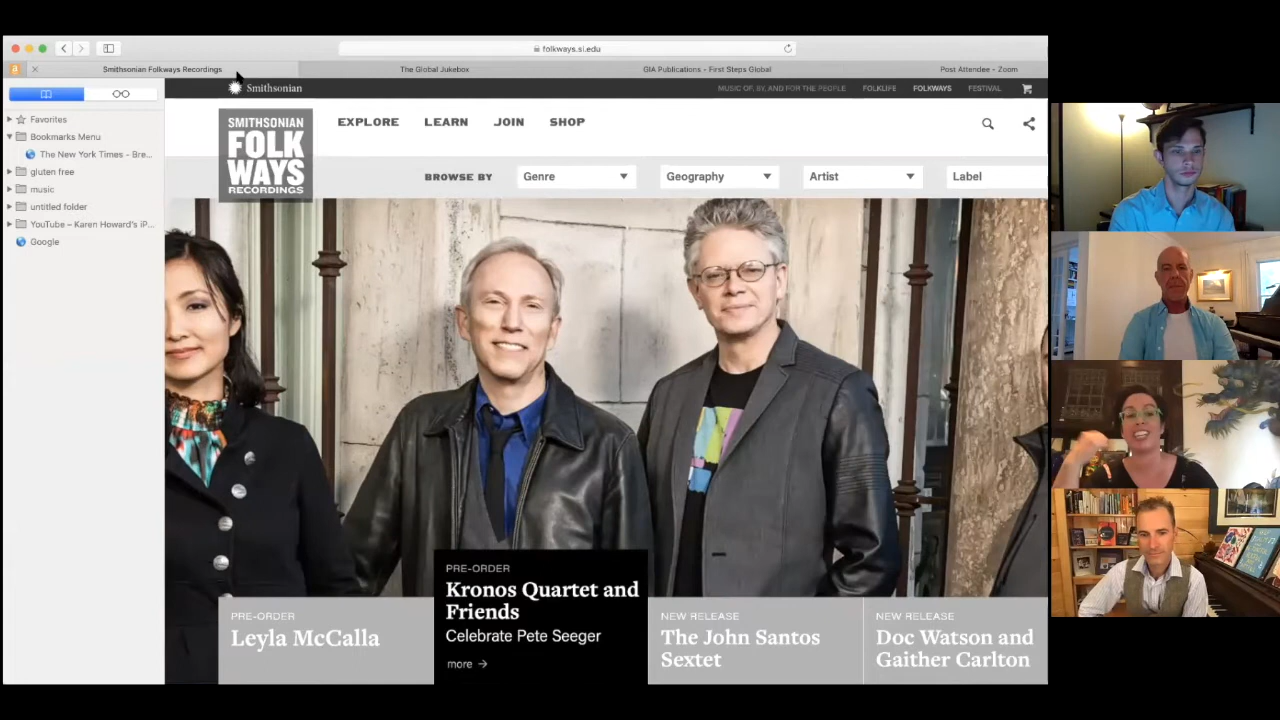 folkways.si.edu
Smithsonian Folkways Recordings
The Global Jukebox
GIA Publications - First Steps Global
Post Attendee - Zoom
Smithsonian
MUSIC OF, BY, AND FOR THE PEOPLE
FOLKLIFE
FOLKWAYS
FESTIVAL
Favorites
Bookmarks Menu
The New York Times - Bre...
gluten free
music
untitled folder
YouTube – Karen Howard's iP...
Google
SMITHSONIAN
FOLK
WAYS
RECORDINGS
EXPLORE
LEARN
JOIN
SHOP
BROWSE BY
Genre
Geography
Artist
Label
PRE-ORDER
Leyla McCalla
PRE-ORDER
Kronos Quartet and
Friends
Celebrate Pete Seeger
more →
NEW RELEASE
The John Santos
Sextet
NEW RELEASE
Doc Watson and
Gaither Carlton